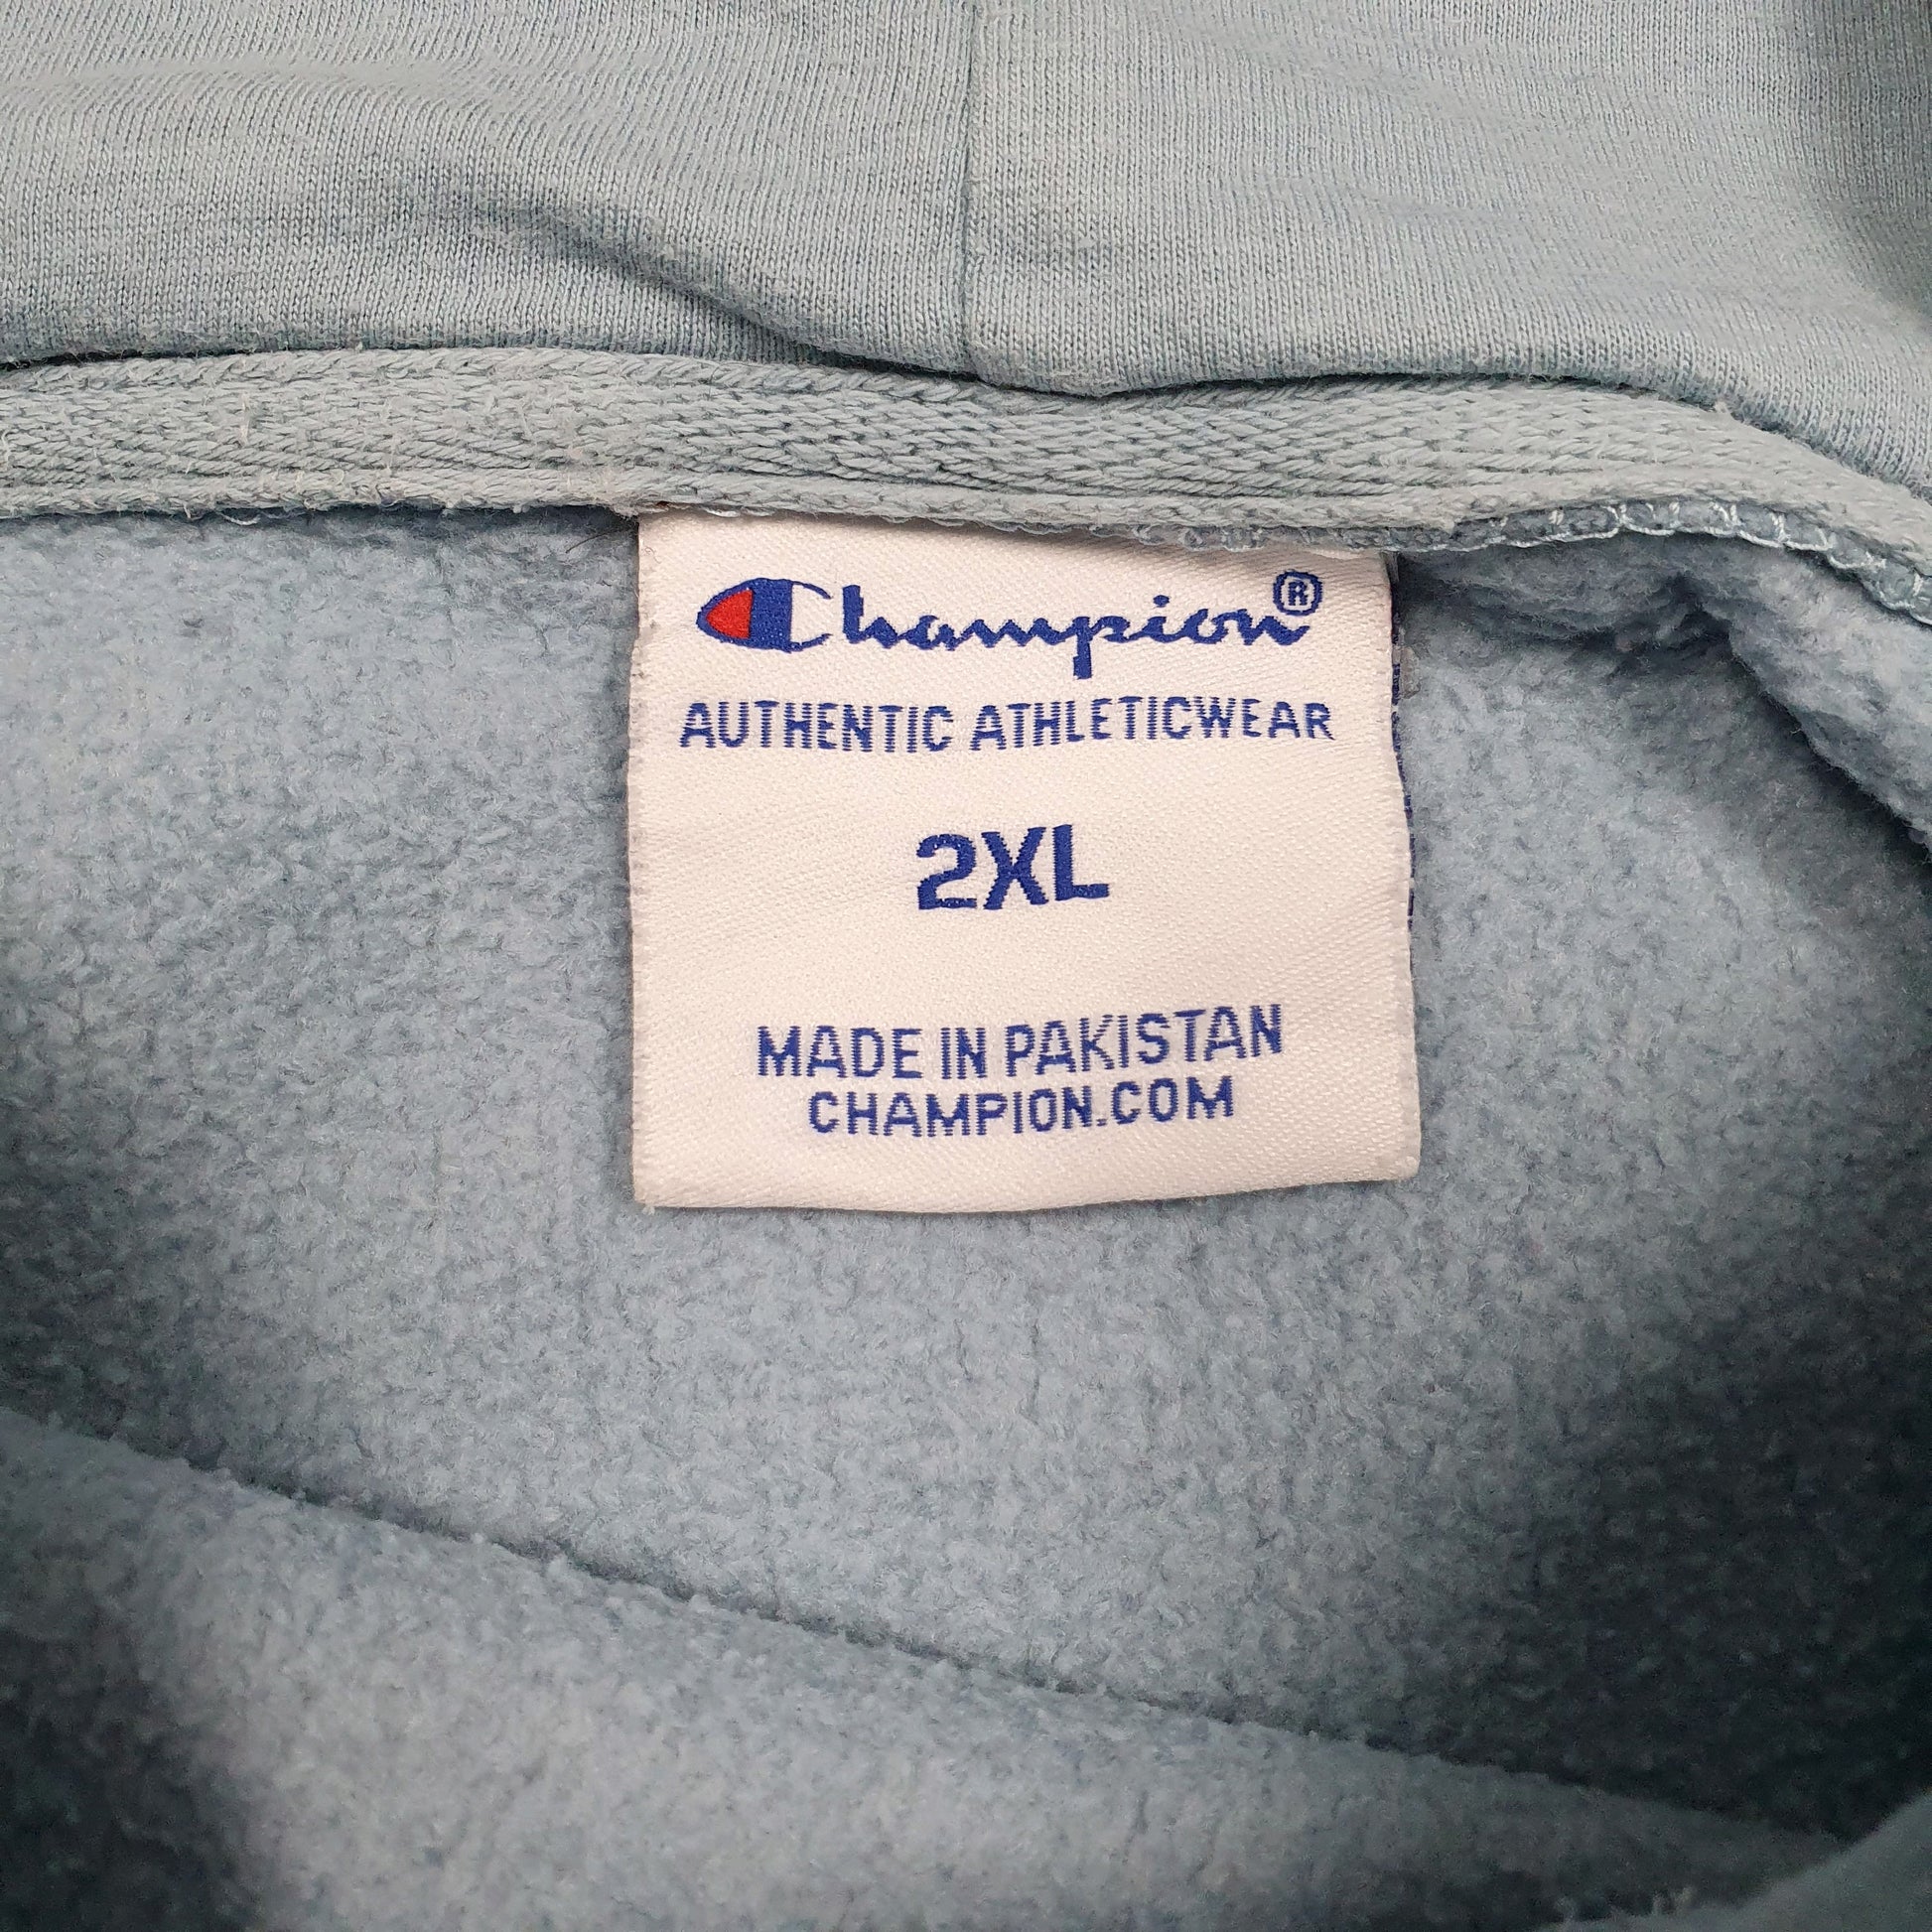 Champion®
AUTHENTIC ATHLETICWEAR
2XL
MADE IN PAKISTAN
CHAMPION.COM